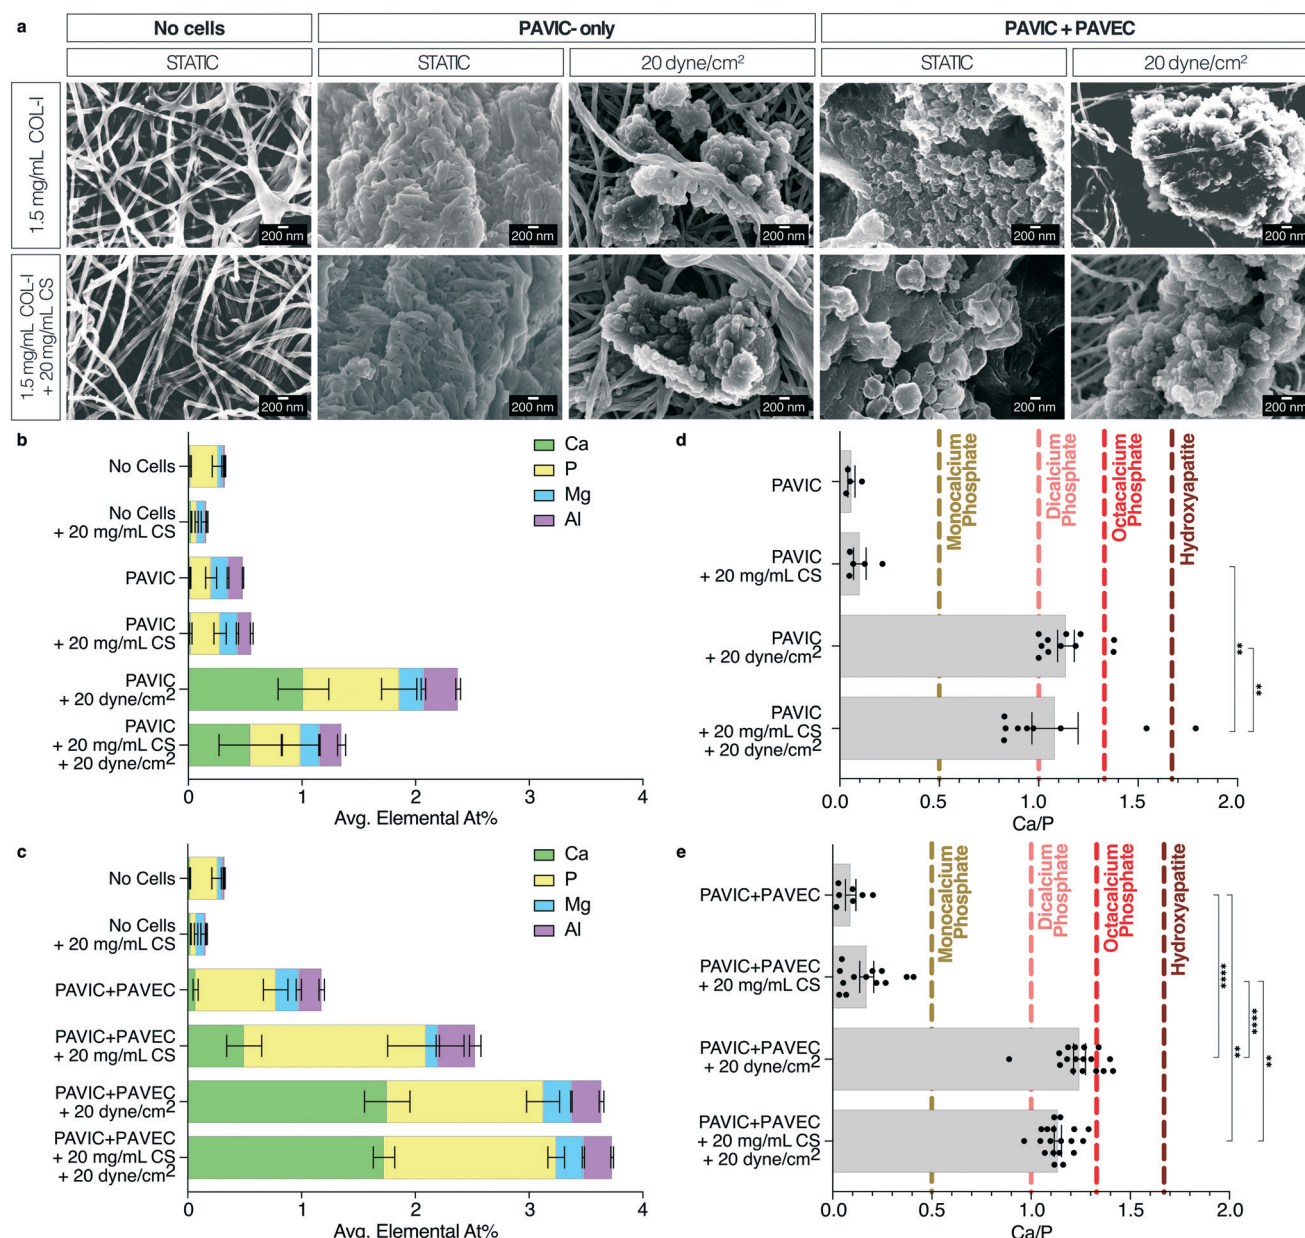 a
No cells
PAVIC-only
PAVIC + PAVEC
STATIC
STATIC
20 dyne/cm²
STATIC
20 dyne/cm²
1.5 mg/mL COL-I
200 nm
200 nm
200 nm
200 nm
200 nm
1.5 mg/mL COL-I
+ 20 mg/mL CS
200 nm
200 nm
200 nm
200 nm
200 nm
b
No Cells
No Cells
+ 20 mg/mL CS
PAVIC
PAVIC
+ 20 mg/mL CS
PAVIC
+ 20 dyne/cm²
PAVIC
+ 20 mg/mL CS
+ 20 dyne/cm²
Ca
P
Mg
Al
0 1 2 3 4
Avg. Elemental At%
d
PAVIC
PAVIC
+ 20 mg/mL CS
PAVIC
+ 20 dyne/cm²
PAVIC
+ 20 mg/mL CS
+ 20 dyne/cm²
Monocalcium
Phosphate
Dicalcium
Phosphate
Octacalcium
Phosphate
Hydroxyapatite
**
**
0.0 0.5 1.0 1.5 2.0
Ca/P
c
No Cells
No Cells
+ 20 mg/mL CS
PAVIC+PAVEC
PAVIC+PAVEC
+ 20 mg/mL CS
PAVIC+PAVEC
+ 20 dyne/cm²
PAVIC+PAVEC
+ 20 mg/mL CS
+ 20 dyne/cm²
Ca
P
Mg
Al
0 1 2 3 4
Avg. Elemental At%
e
PAVIC+PAVEC
PAVIC+PAVEC
+ 20 mg/mL CS
PAVIC+PAVEC
+ 20 dyne/cm²
PAVIC+PAVEC
+ 20 mg/mL CS
+ 20 dyne/cm²
Monocalcium
Phosphate
Dicalcium
Phosphate
Octacalcium
Phosphate
Hydroxyapatite
****
**
****
**
0.0 0.5 1.0 1.5 2.0
Ca/P